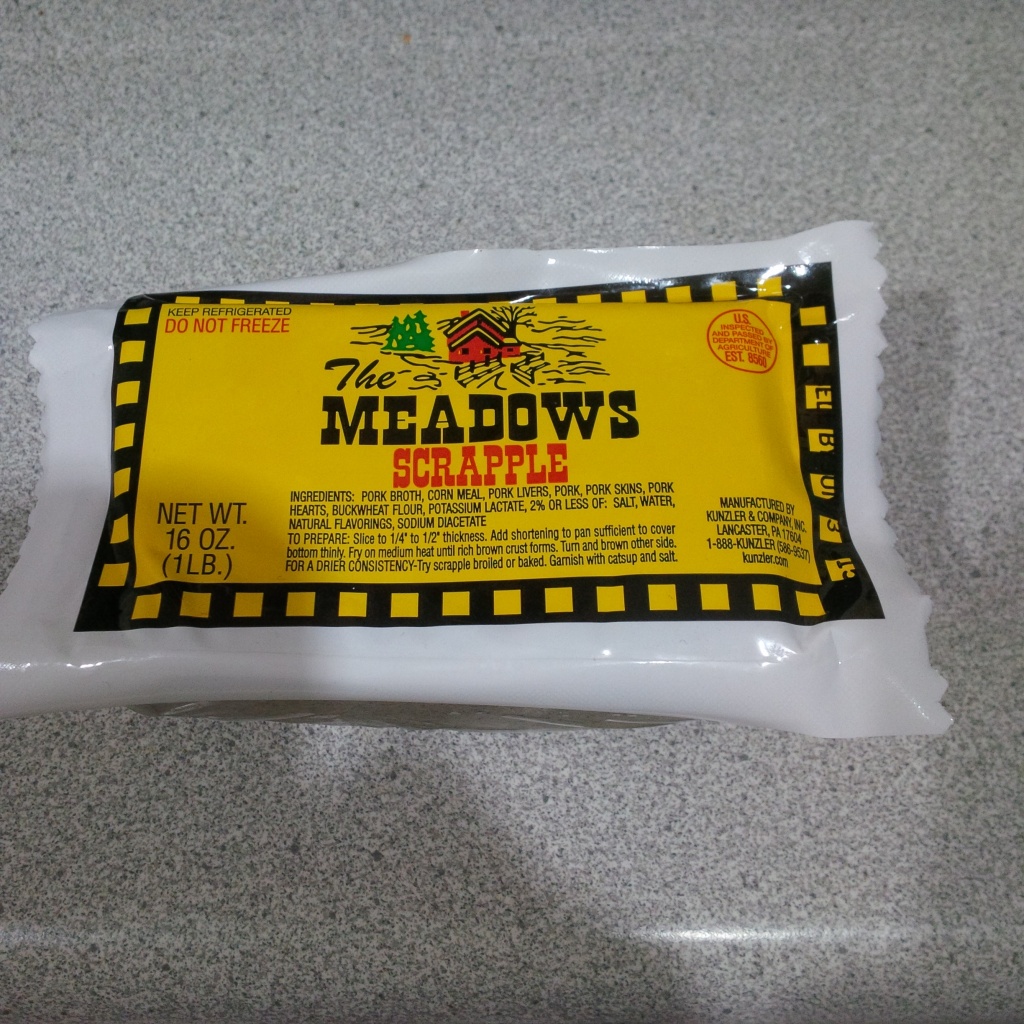 KEEP REFRIGERATED
DO NOT FREEZE
U.S.
INSPECTED
AND PASSED BY
DEPARTMENT OF
AGRICULTURE
EST. 8560
The
MEADOWS
SCRAPPLE
INGREDIENTS: PORK BROTH, CORN MEAL, PORK LIVERS, PORK, PORK SKINS, PORK
HEARTS, BUCKWHEAT FLOUR, POTASSIUM LACTATE, 2% OR LESS OF: SALT, WATER,
NATURAL FLAVORINGS, SODIUM DIACETATE
TO PREPARE: Slice to 1/4" to 1/2" thickness. Add shortening to pan sufficient to cover
bottom thinly. Fry on medium heat until rich brown crust forms. Turn and brown other side.
FOR A DRIER CONSISTENCY-Try scrapple broiled or baked. Garnish with catsup and salt.
NET WT.
16 OZ.
(1LB.)
MANUFACTURED BY
KUNZLER & COMPANY, INC.
LANCASTER, PA 17604
1-888-KUNZLER (586-9537)
kunzler.com